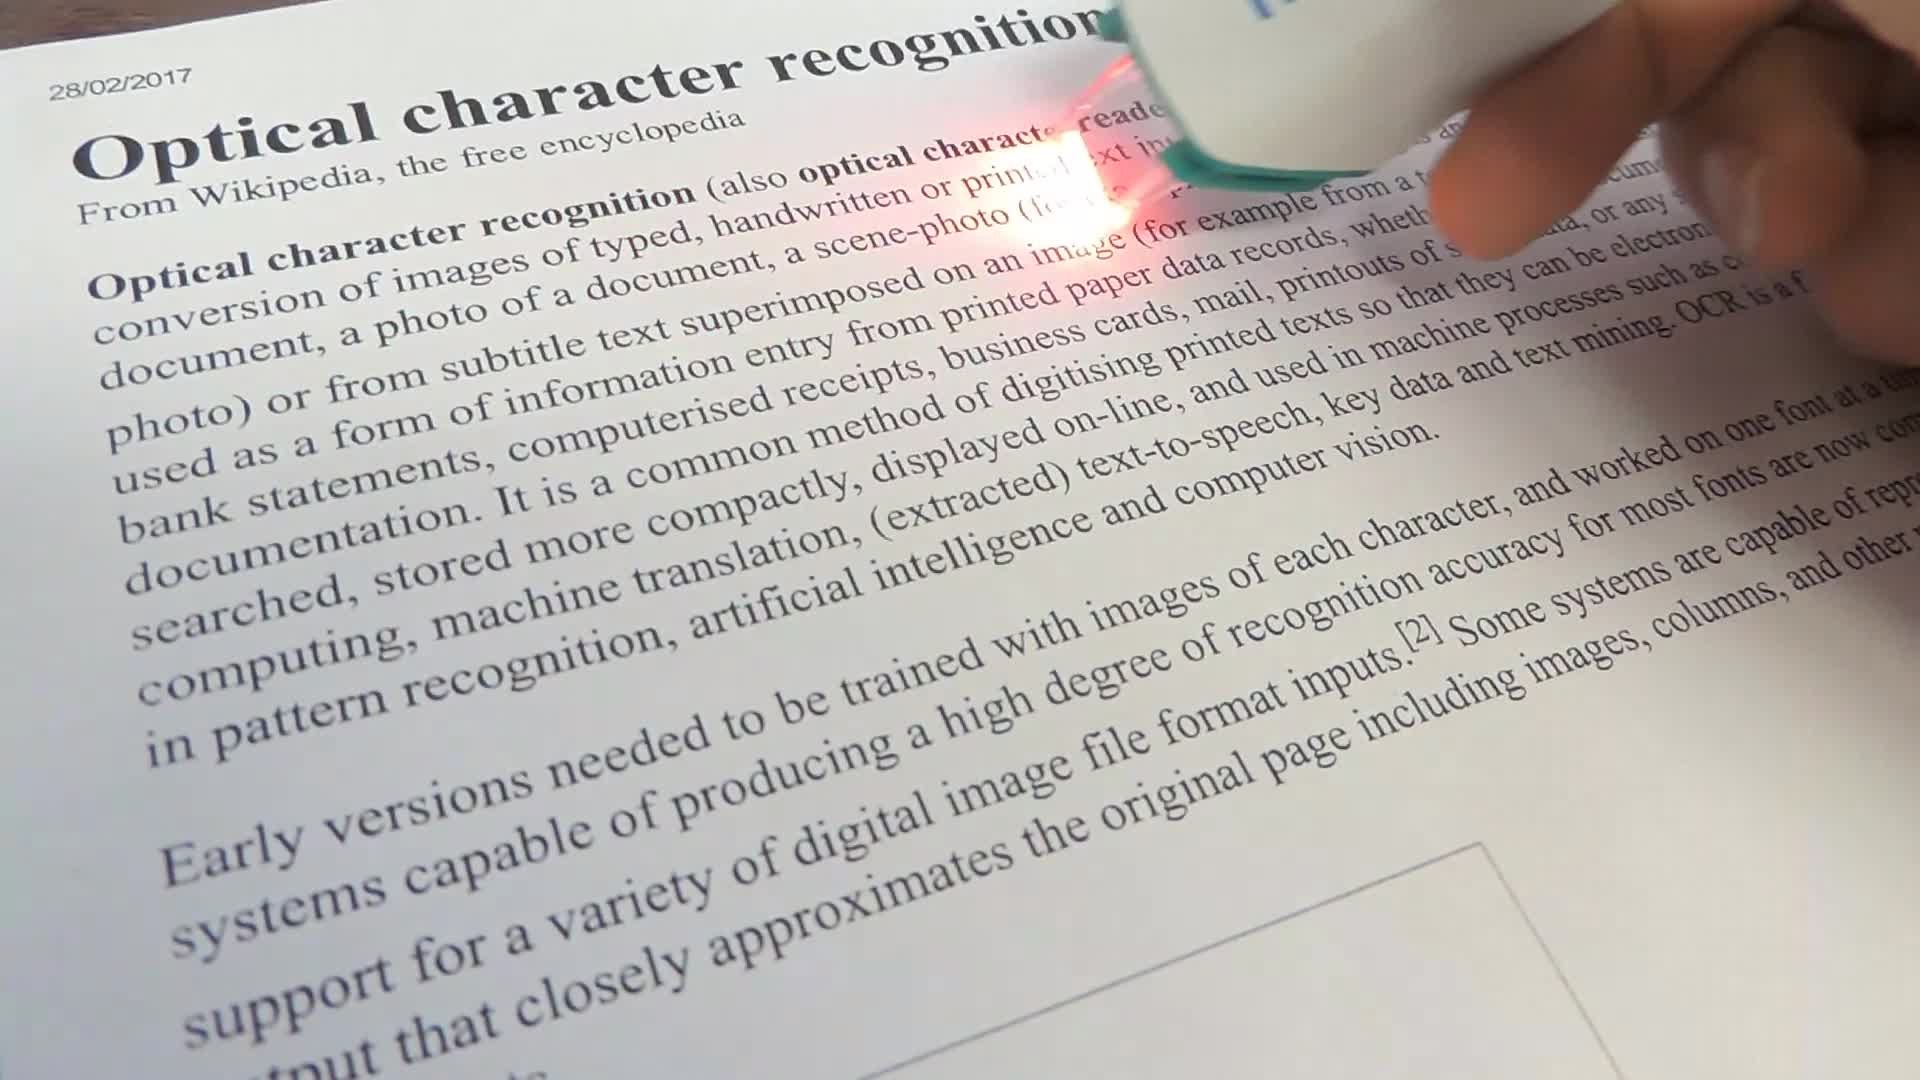 28/02/2017
Optical character recognition
From Wikipedia, the free encyclopedia
Optical character recognition (also optical character reade
conversion of images of typed, handwritten or printed text
document, a photo of a document, a scene-photo
photo) or from subtitle text superimposed on an image (for example from a
used as a form of information entry from printed paper data records,
bank statements, computerised receipts, business cards, mail, printouts of
documentation. It is a common method of digitising printed texts so that they can be
searched, stored more compactly, displayed on-line, and used in machine processes such as
computing, machine translation, (extracted) text-to-speech, key data and text mining. OCR is a
in pattern recognition, artificial intelligence and computer vision.
Early versions needed to be trained with images of each character, and worked on one font at a
systems capable of producing a high degree of recognition accuracy for most fonts are now
support for a variety of digital image file format inputs.[2] Some systems are capable of
that closely approximates the original page including images, columns, and other